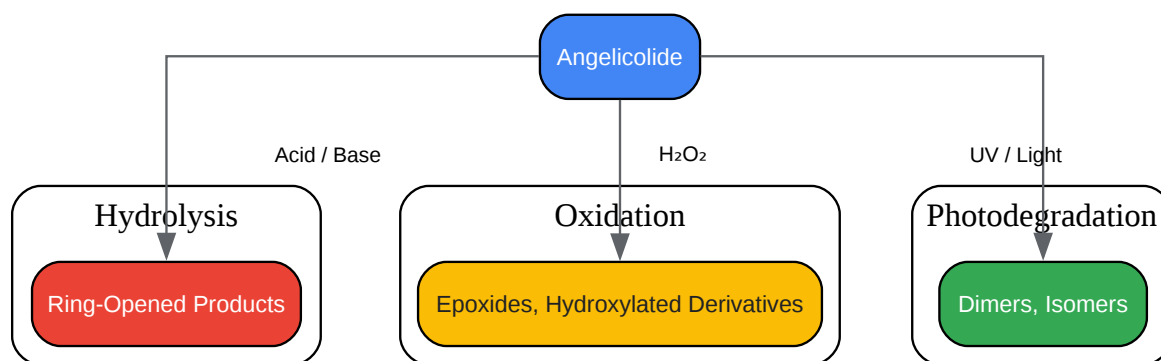 Angelicolide
Acid / Base
H₂O₂
UV / Light
Hydrolysis
Oxidation
Photodegradation
Ring-Opened Products
Epoxides, Hydroxylated Derivatives
Dimers, Isomers